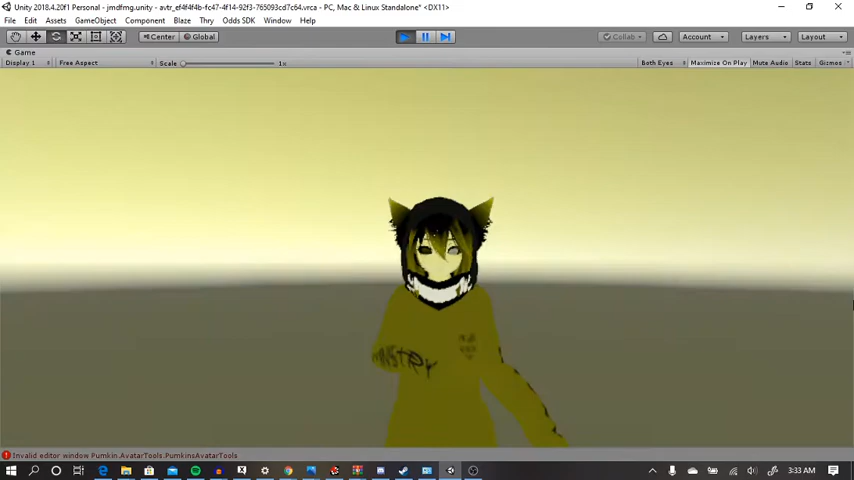 Unity 2018.4.20f1 Personal - jmdfmg.unity - avtr_ef4f4f4b-fc47-4f14-92f3-765093cd7c64.vrca - PC, Mac & Linux Standalone* <DX11>
File Edit Assets GameObject Component Blaze Thry Odds SDK Window Help
Center Global Collab Account Layers Layout
Game
Display 1 Free Aspect Scale 1x Both Eyes Maximize On Play Mute Audio Stats Gizmos
Invalid editor window Pumkin.AvatarTools.PumkinsAvatarTools
3:33 AM